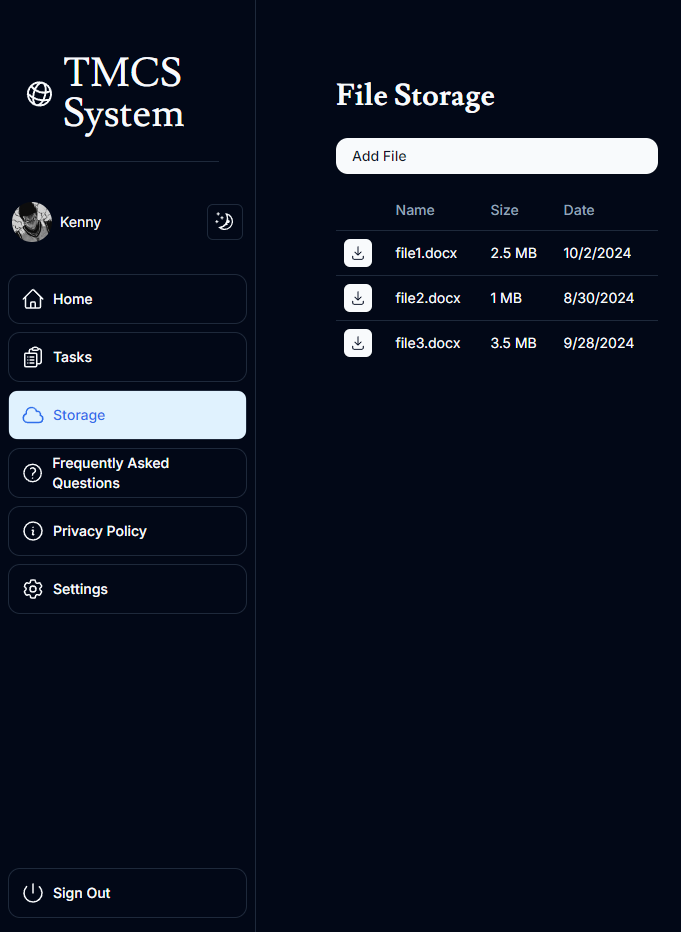 TMCS
System
Kenny
Home
Tasks
Storage
Frequently Asked
Questions
Privacy Policy
Settings
Sign Out
File Storage
Add File
Name Size Date
file1.docx 2.5 MB 10/2/2024
file2.docx 1 MB 8/30/2024
file3.docx 3.5 MB 9/28/2024